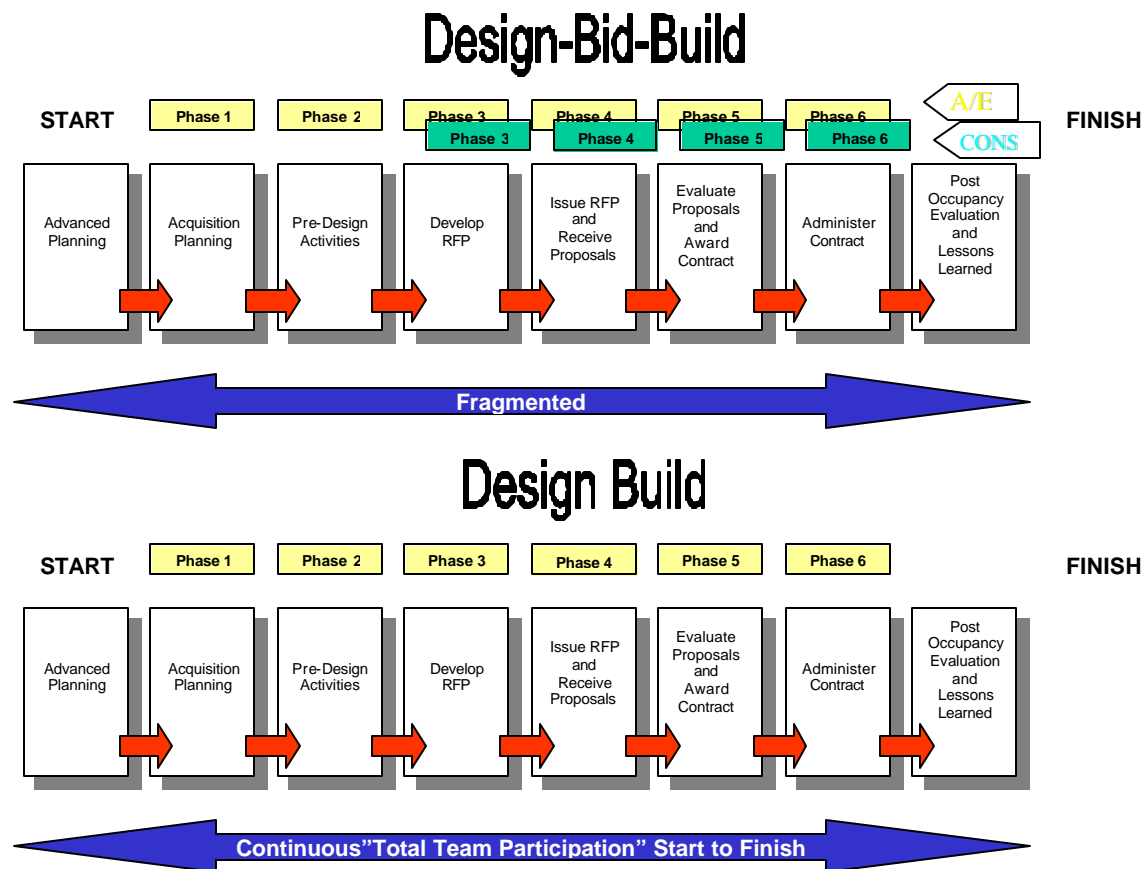 Design-Bid-Build
START
Phase 1
Phase 2
Phase 3
Phase 4
Phase 5
Phase 6
A/E
FINISH
Phase 3
Phase 4
Phase 5
Phase 6
CONS
Advanced
Planning
Acquisition
Planning
Pre-Design
Activities
Develop
RFP
Issue RFP
and
Receive
Proposals
Evaluate
Proposals
and
Award
Contract
Administer
Contract
Post
Occupancy
Evaluation
and
Lessons
Learned
Fragmented
Design Build
START
Phase 1
Phase 2
Phase 3
Phase 4
Phase 5
Phase 6
FINISH
Advanced
Planning
Acquisition
Planning
Pre-Design
Activities
Develop
RFP
Issue RFP
and
Receive
Proposals
Evaluate
Proposals
and
Award
Contract
Administer
Contract
Post
Occupancy
Evaluation
and
Lessons
Learned
Continuous”Total Team Participation” Start to Finish